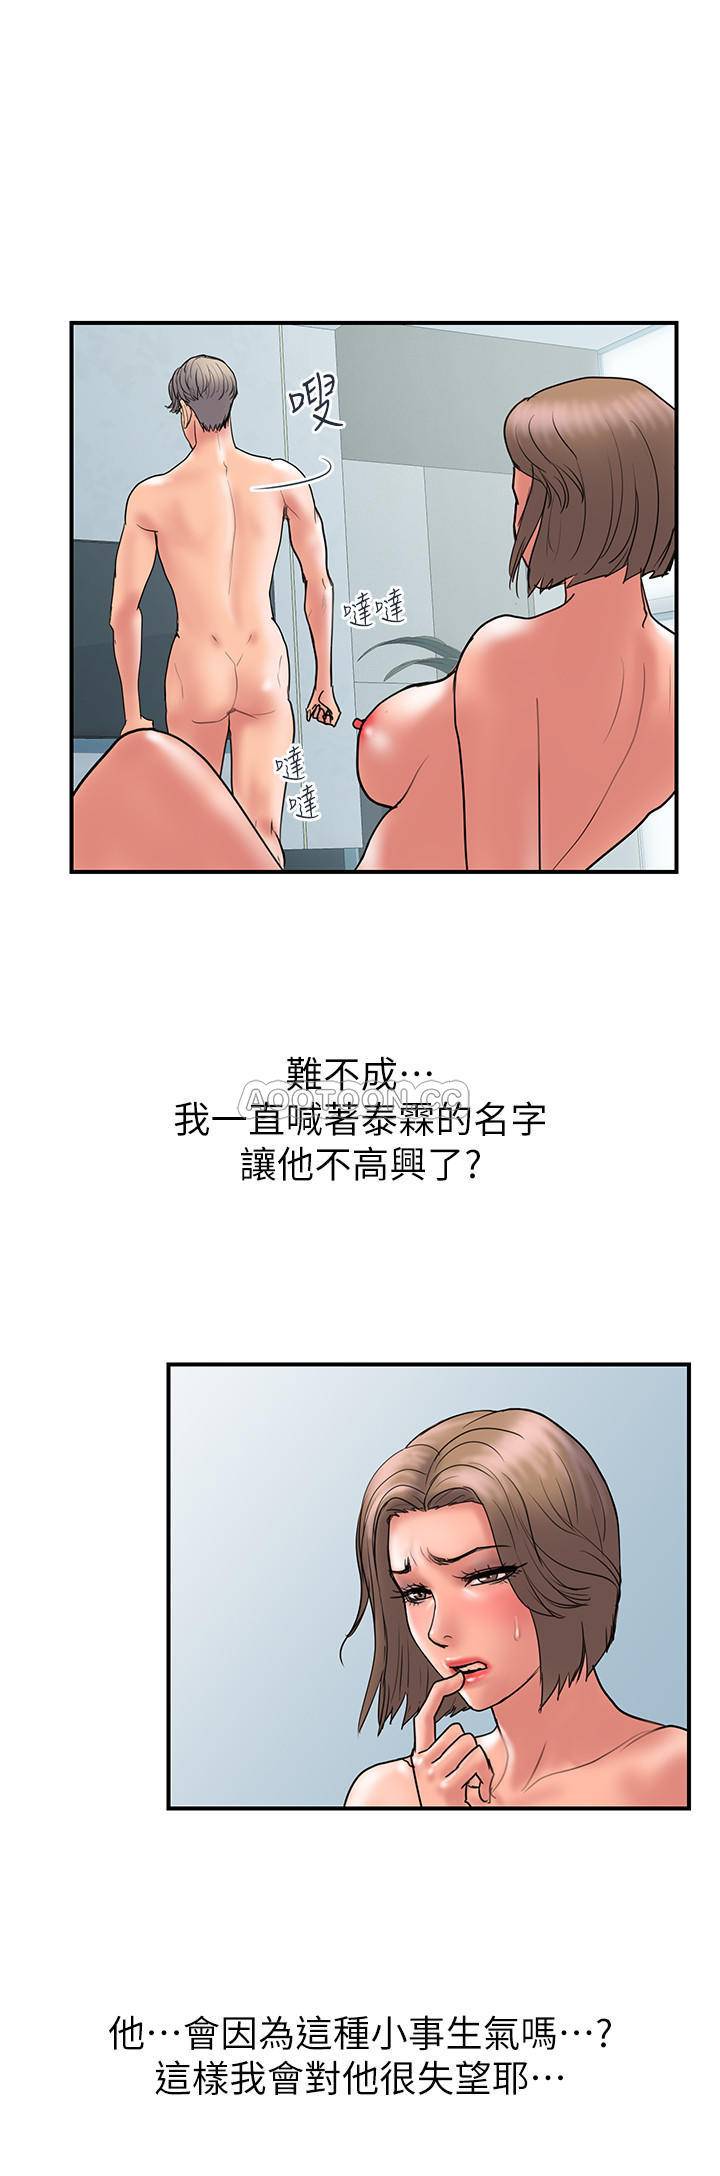 嗖
噠噠
噠
噠
難不成…
AOOTOON.CC
我一直喊著泰霖的名字
讓他不高興了?
他…會因為這種小事生氣嗎…?
這樣我會對他很失望耶…